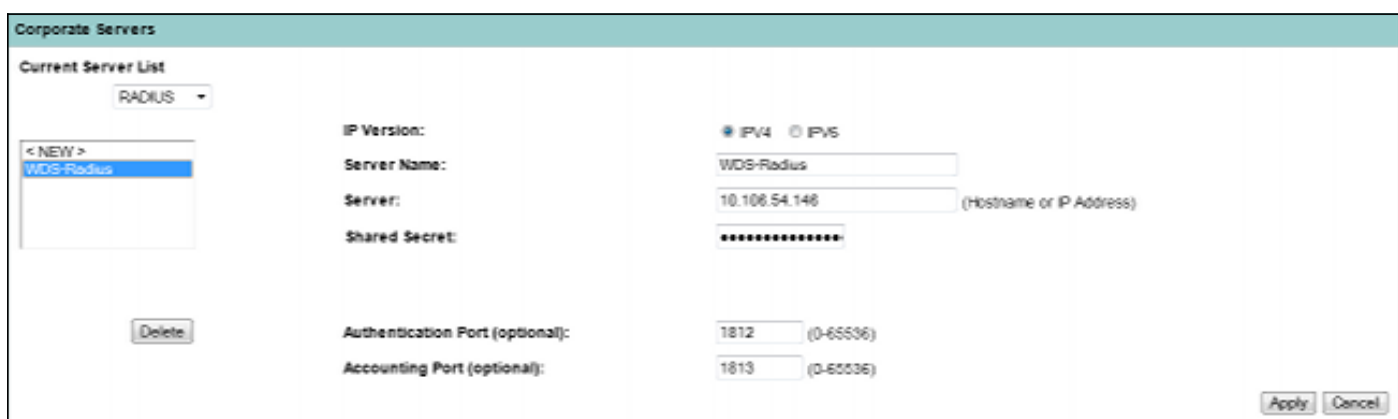 Corporate Servers
Current Server List
RADIUS
< NEW >
WDS-Radius
Delete
IP Version:
IPV4 IPV6
Server Name:
WDS-Radius
Server:
10.106.54.146 (Hostname or IP Address)
Shared Secret:
Authentication Port (optional):
1812 (0-65536)
Accounting Port (optional):
1813 (0-65536)
Apply Cancel